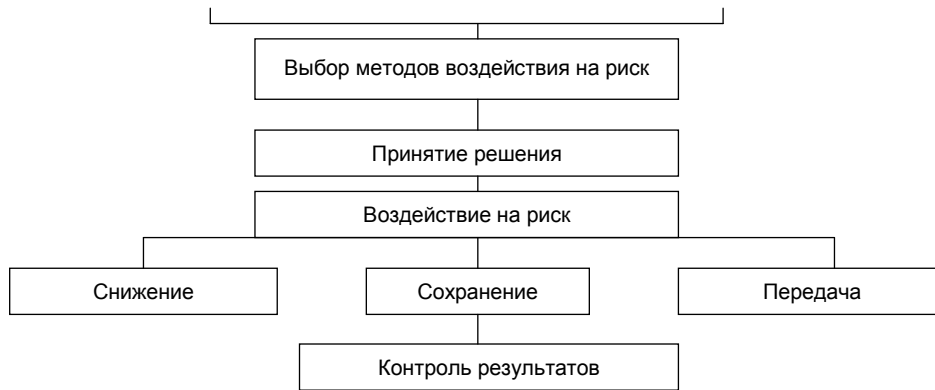 Выбор методов воздействия на риск
Принятие решения
Воздействие на риск
Снижение
Сохранение
Передача
Контроль результатов